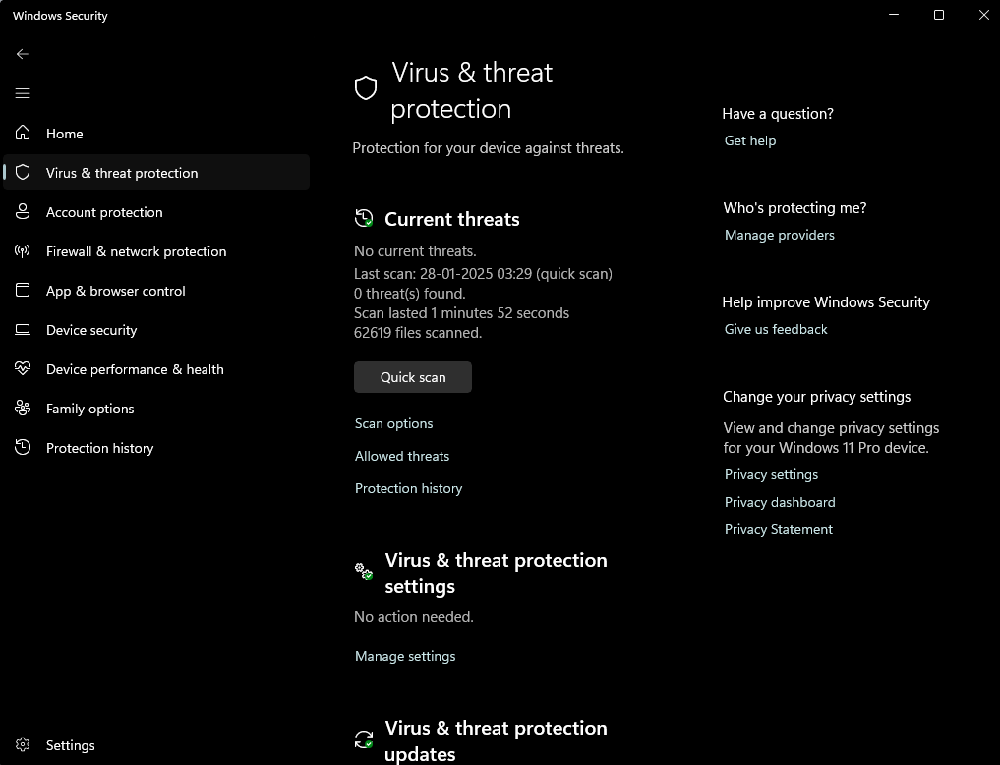 Windows Security
Home
Virus & threat protection
Account protection
Firewall & network protection
App & browser control
Device security
Device performance & health
Family options
Protection history
Settings
Virus & threat
protection
Protection for your device against threats.
Current threats
No current threats.
Last scan: 28-01-2025 03:29 (quick scan)
0 threat(s) found.
Scan lasted 1 minutes 52 seconds
62619 files scanned.
Quick scan
Scan options
Allowed threats
Protection history
Virus & threat protection
settings
No action needed.
Manage settings
Virus & threat protection
updates
Have a question?
Get help
Who's protecting me?
Manage providers
Help improve Windows Security
Give us feedback
Change your privacy settings
View and change privacy settings
for your Windows 11 Pro device.
Privacy settings
Privacy dashboard
Privacy Statement